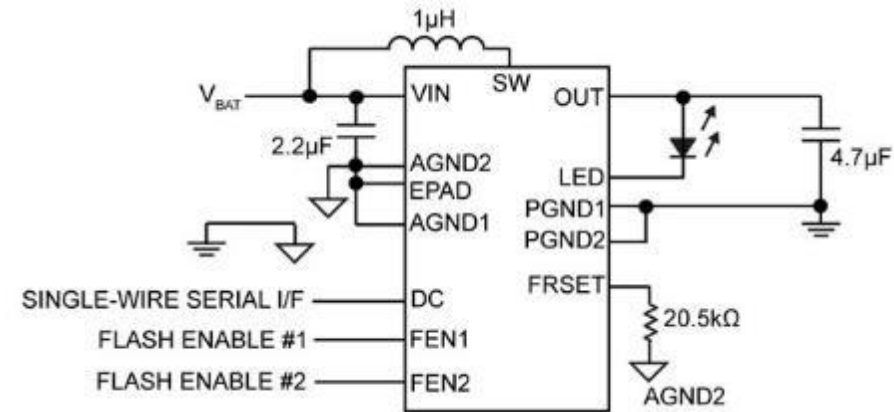 1µH
SW
V_BAT
VIN
OUT
2.2µF
4.7µF
AGND2
LED
EPAD
PGND1
AGND1
PGND2
FRSET
SINGLE-WIRE SERIAL I/F
DC
20.5kΩ
FLASH ENABLE #1
FEN1
FLASH ENABLE #2
FEN2
AGND2